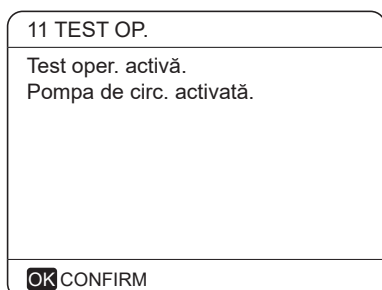 11 TEST OP.
Test oper. activă.
Pompa de circ. activată.
OK CONFIRM